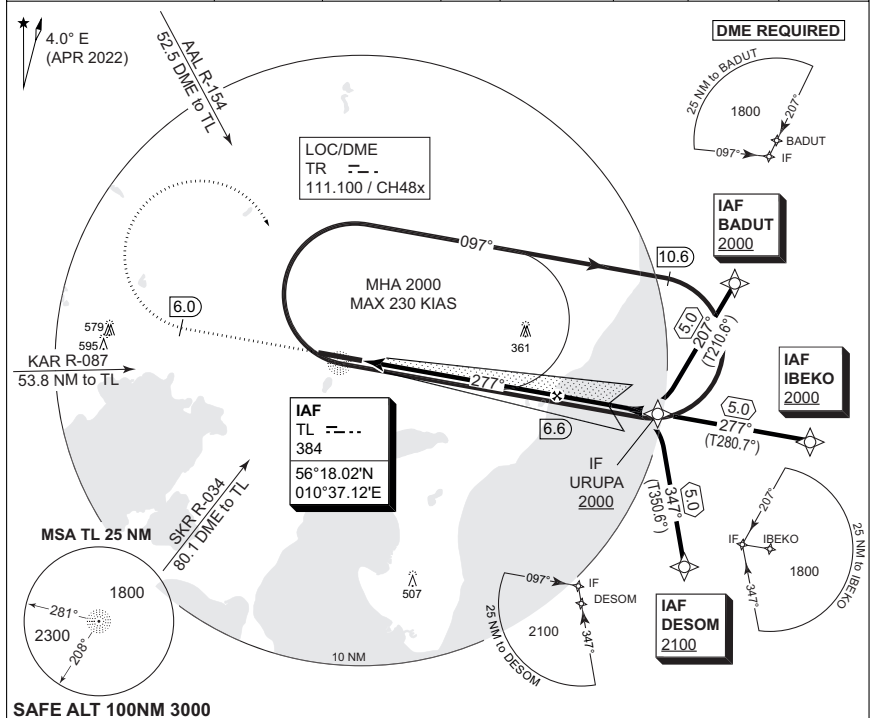 4.0° E
(APR 2022)
AAL R-154
52.5 DME to TL
DME REQUIRED
25 NM to BADUT
1800
207°
097°
BADUT
IF
LOC/DME
TR
111.100 / CH48x
IAF
BADUT
2000
097°
10.6
MHA 2000
MAX 230 KIAS
6.0
579
595
361
5.0
207°
(T210.6°)
KAR R-087
53.8 NM to TL
IAF
IBEKO
2000
277°
5.0
277°
(T280.7°)
6.6
IAF
TL
384
56°18.02'N
010°37.12'E
IF
URUPA
2000
5.0
347°
(T350.6°)
SKR R-034
80.1 DME to TL
207°
IF
IBEKO
1800
347°
25 NM to IBEKO
MSA TL 25 NM
1800
281°
2300
208°
507
097°
IF
DESOM
2100
347°
25 NM to DESOM
IAF
DESOM
2100
10 NM
SAFE ALT 100NM 3000